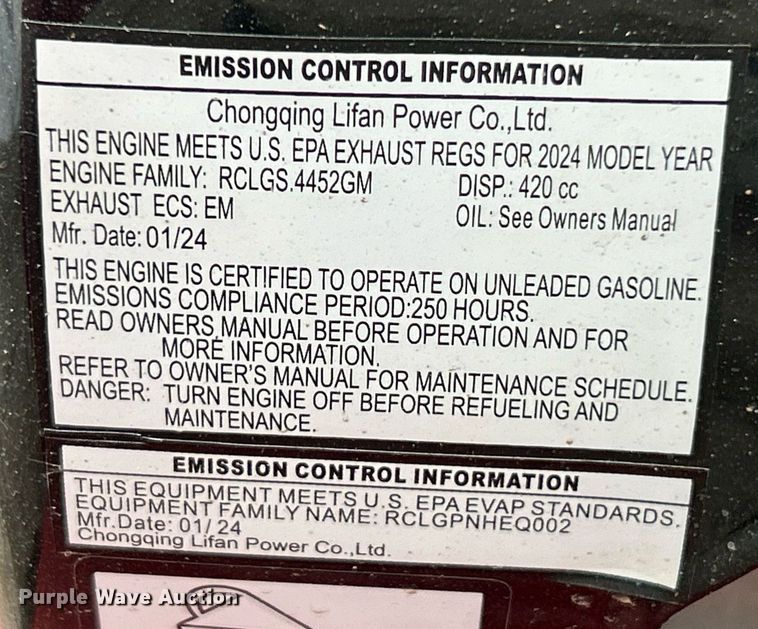 EMISSION CONTROL INFORMATION
Chongqing Lifan Power Co.,Ltd.
THIS ENGINE MEETS U.S. EPA EXHAUST REGS FOR 2024 MODEL YEAR
ENGINE FAMILY: RCLGS.4452GM DISP.: 420 cc
EXHAUST ECS: EM OIL: See Owners Manual
Mfr. Date: 01/24
THIS ENGINE IS CERTIFIED TO OPERATE ON UNLEADED GASOLINE.
EMISSIONS COMPLIANCE PERIOD:250 HOURS.
READ OWNERS MANUAL BEFORE OPERATION AND FOR
MORE INFORMATION.
REFER TO OWNER'S MANUAL FOR MAINTENANCE SCHEDULE.
DANGER: TURN ENGINE OFF BEFORE REFUELING AND
MAINTENANCE.
EMISSION CONTROL INFORMATION
THIS EQUIPMENT MEETS U.S. EPA EVAP STANDARDS.
EQUIPMENT FAMILY NAME: RCLGPNHEQ002
Mfr.Date: 01/ 24
Chongqing Lifan Power Co.,Ltd.
Purple Wave Auction